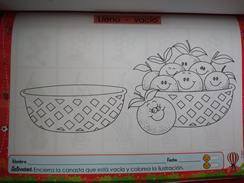 Lleno - vacío
Nombre Fecha
Actividad: Encierra la canasta que está vacía y colorea la ilustración.